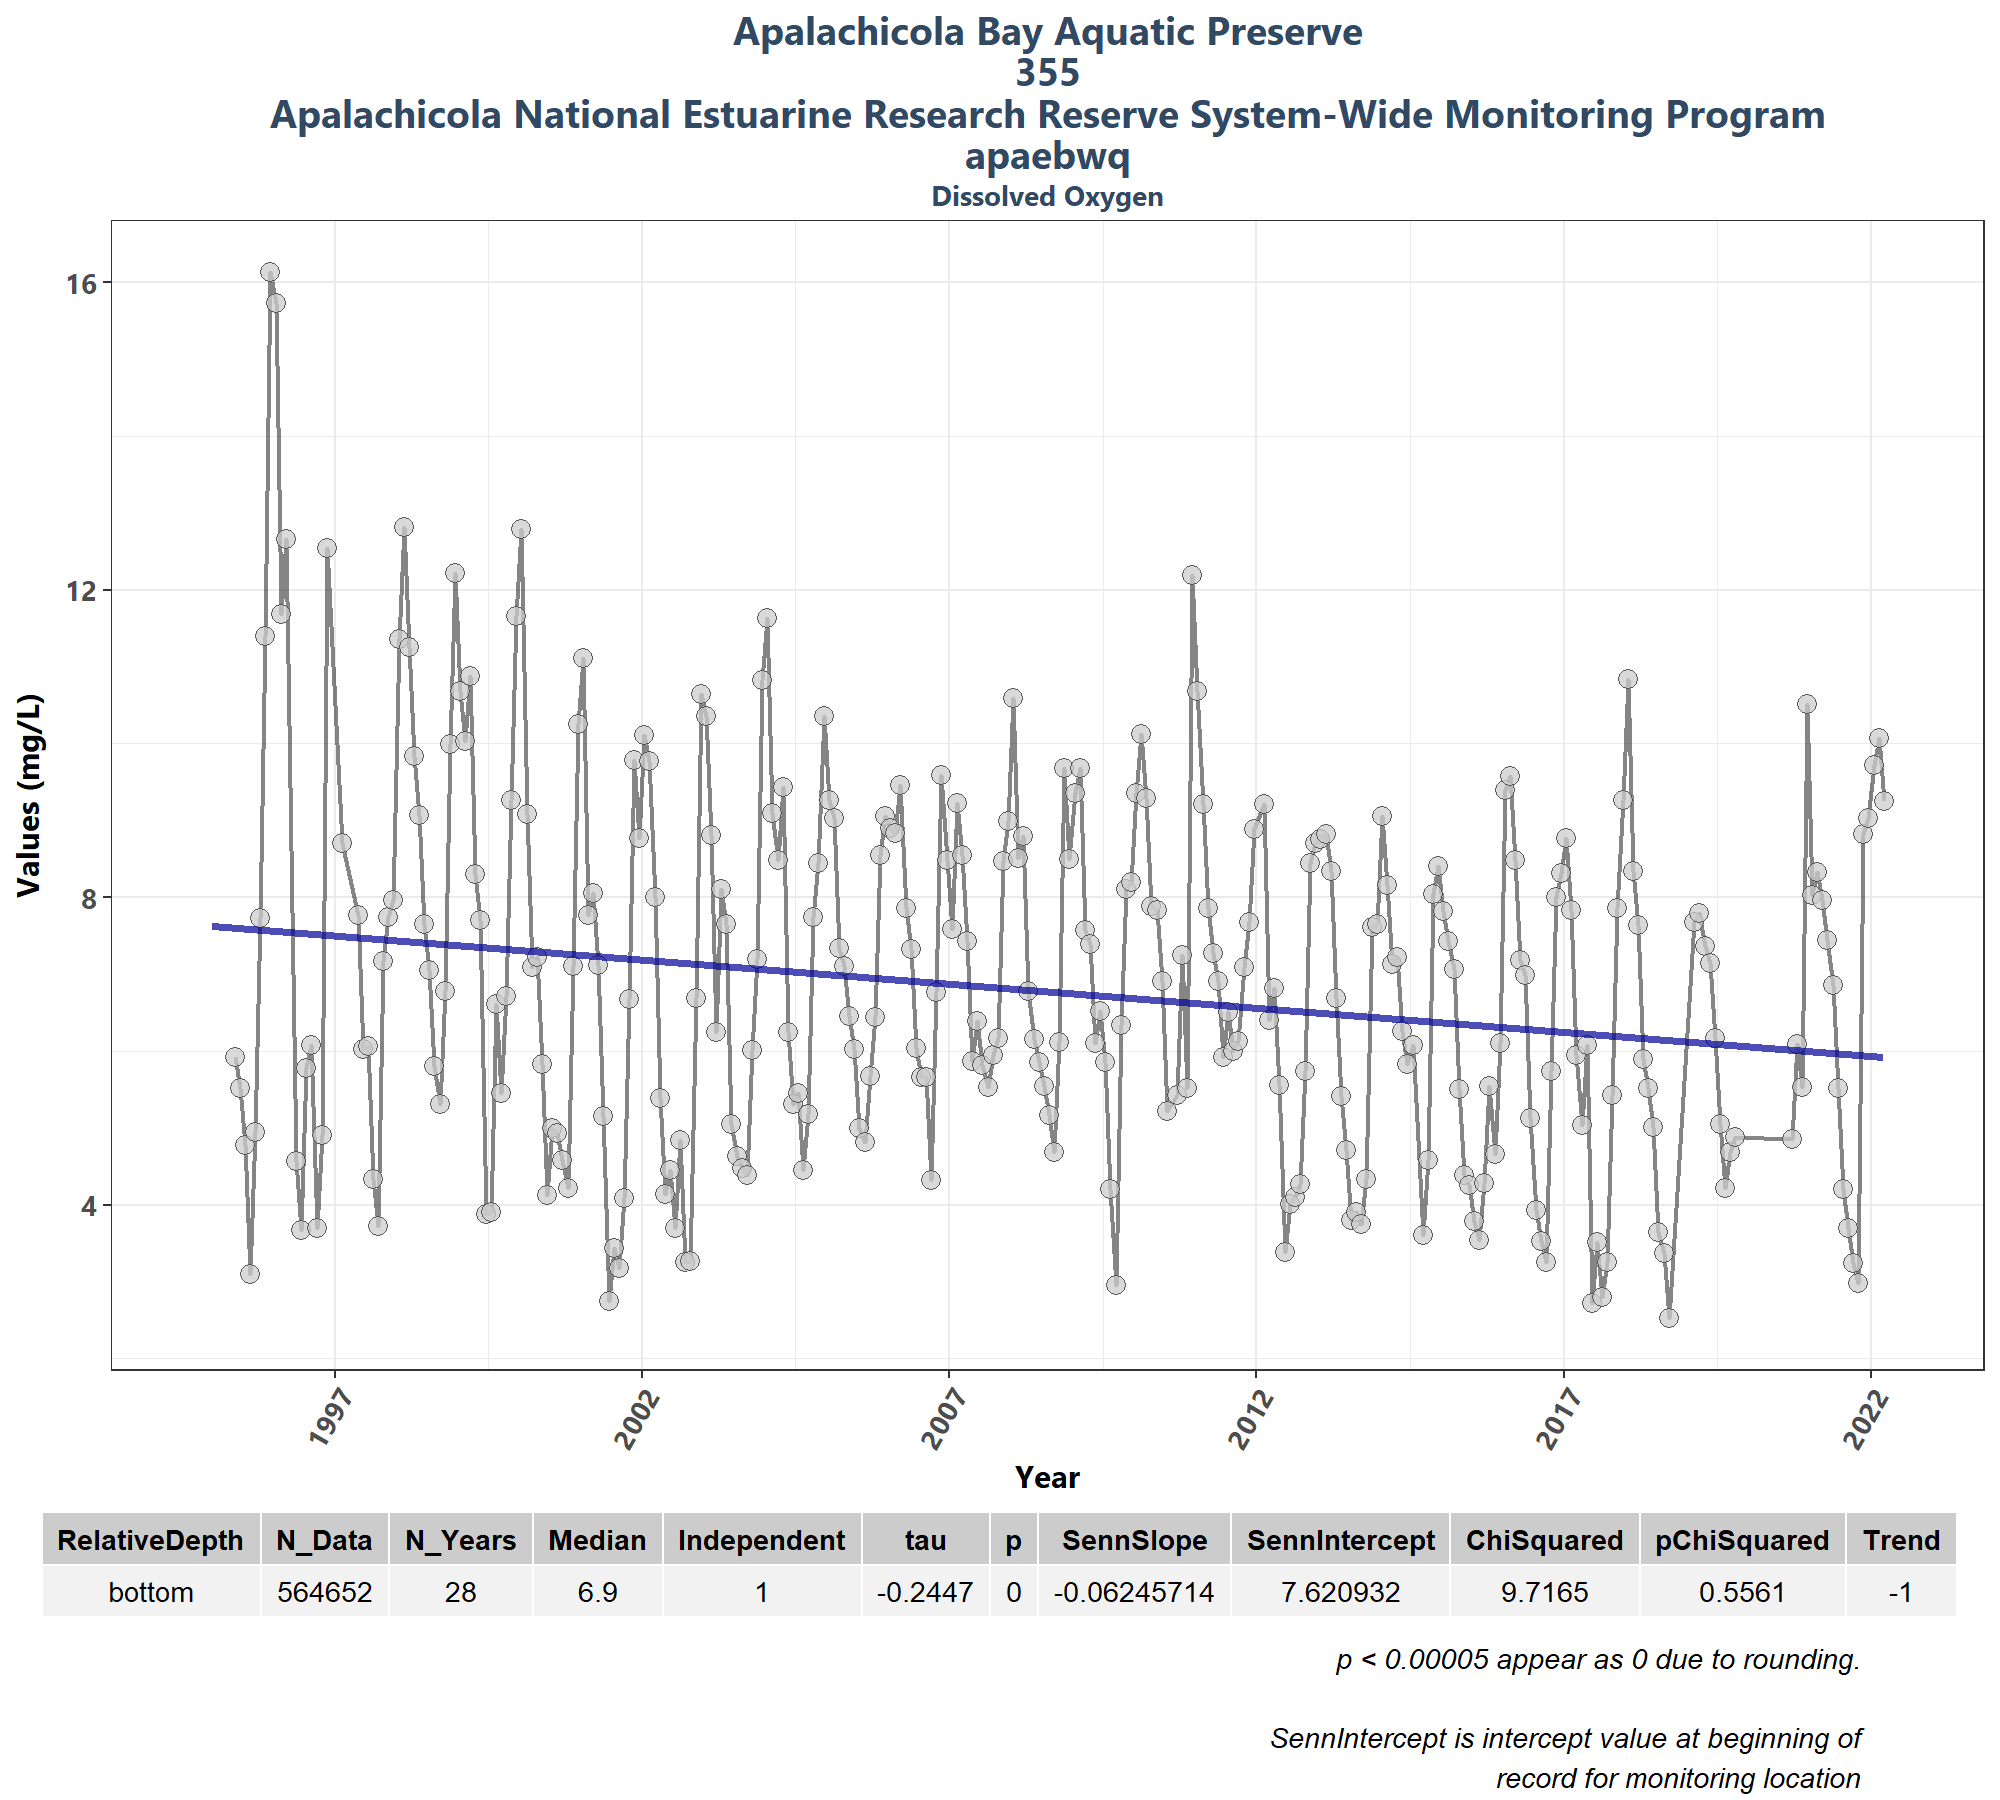 Apalachicola Bay Aquatic Preserve
355
Apalachicola National Estuarine Research Reserve System-Wide Monitoring Program
apaebwq
Dissolved Oxygen
Values (mg/L)
16
12
8
4
1997 2002 2007 2012 2017 2022
Year
RelativeDepth N_Data N_Years Median Independent tau p SennSlope SennIntercept ChiSquared pChiSquared Trend
bottom 564652 28 6.9 1 -0.2447 0 -0.06245714 7.620932 9.7165 0.5561 -1
p < 0.00005 appear as 0 due to rounding.
SennIntercept is intercept value at beginning of
record for monitoring location